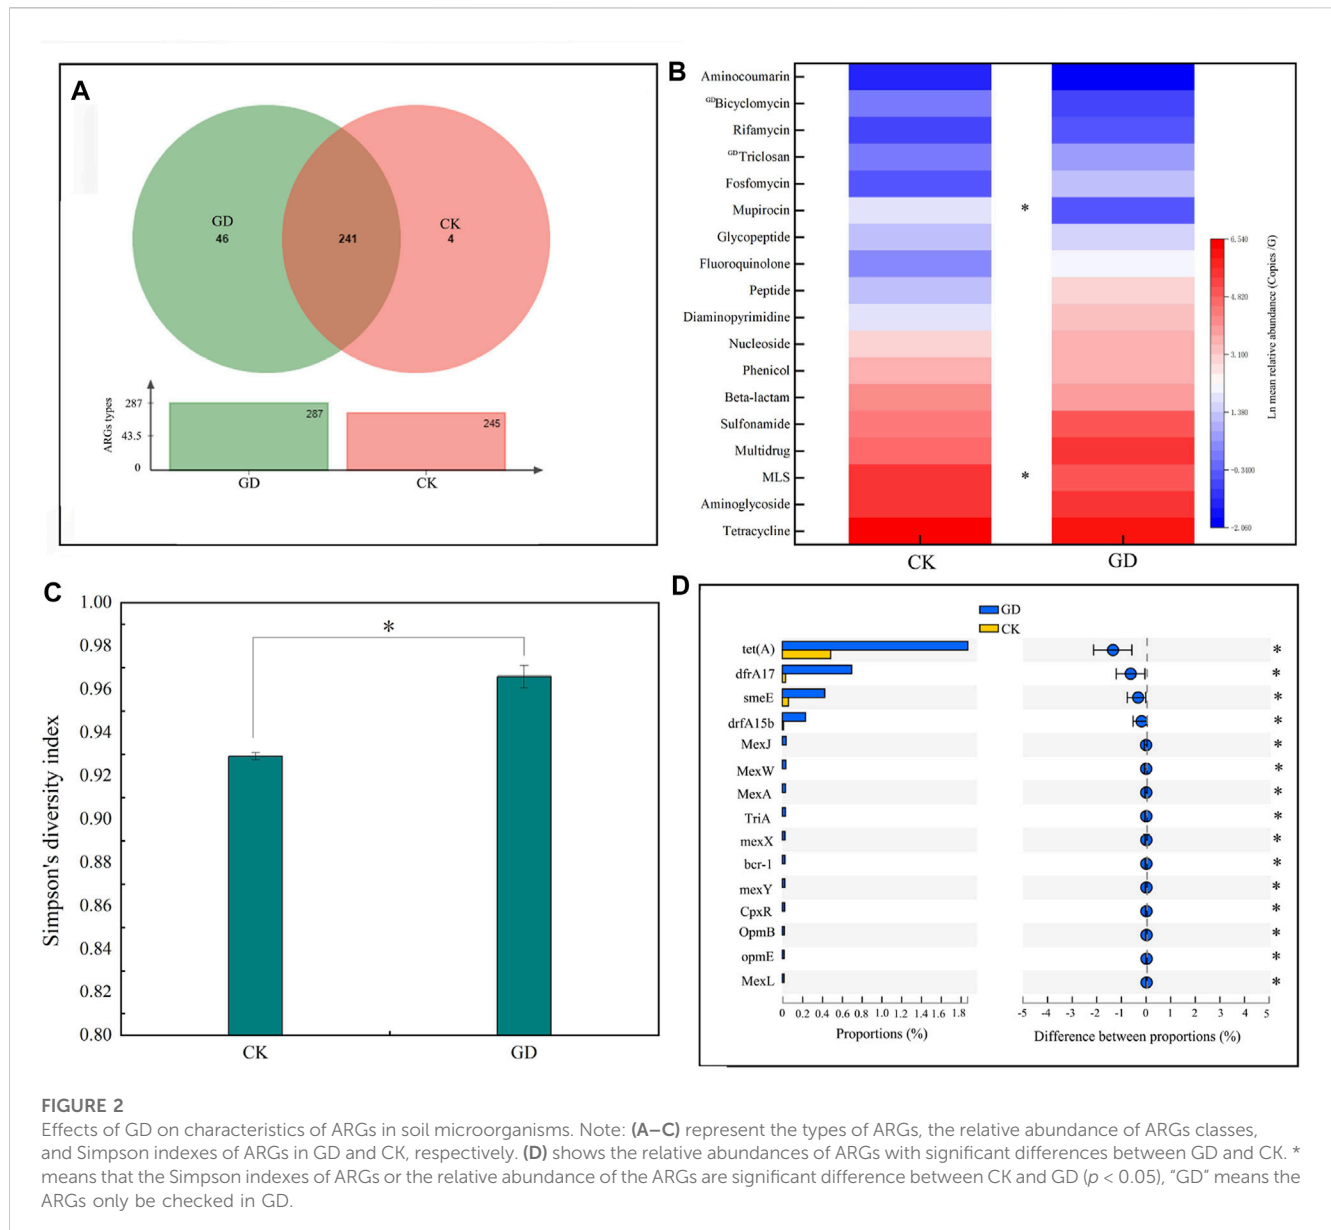 A
GD
46
241
CK
4
ARGs types
287
43.5
0
287
245
GD
CK
B
Aminocoumarin
GDBicyclomycin
Rifamycin
GDTriclosan
Fosfomycin
Mupirocin
*
Glycopeptide
Fluoroquinolone
Peptide
Diaminopyrimidine
Nucleoside
Phenicol
Beta-lactam
Sulfonamide
Multidrug
MLS
*
Aminoglycoside
Tetracycline
CK
GD
6.540
4.820
3.100
1.380
-0.3400
-2.060
Ln mean relative abundance (Copies /G)
C
Simpson's diversity index
1.00
0.98
0.96
0.94
0.92
0.90
0.88
0.86
0.84
0.82
0.80
*
CK
GD
D
GD
CK
tet(A) *
dfrA17 *
smeE *
drfA15b *
MexJ *
MexW *
MexA *
TriA *
mexX *
bcr-1 *
mexY *
CpxR *
OpmB *
opmE *
MexL *
0 0.2 0.4 0.6 0.8 1.0 1.2 1.4 1.6 1.8
Proportions (%)
-5 -4 -3 -2 -1 0 1 2 3 4 5
Difference between proportions (%)
FIGURE 2
Effects of GD on characteristics of ARGs in soil microorganisms. Note: (A–C) represent the types of ARGs, the relative abundance of ARGs classes,
and Simpson indexes of ARGs in GD and CK, respectively. (D) shows the relative abundances of ARGs with significant differences between GD and CK. *
means that the Simpson indexes of ARGs or the relative abundance of the ARGs are significant difference between CK and GD (p < 0.05), “GD” means the
ARGs only be checked in GD.